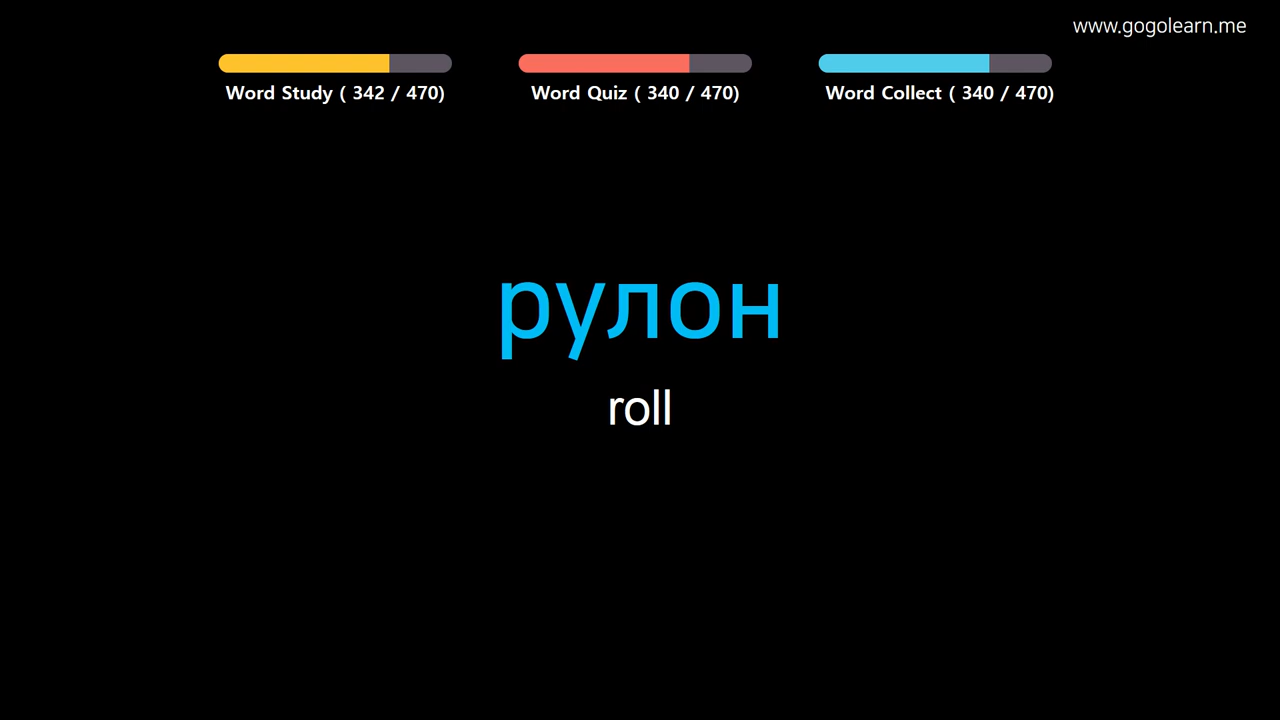 www.gogolearn.me
Word Study ( 342 / 470)
Word Quiz ( 340 / 470)
Word Collect ( 340 / 470)
рулон
roll